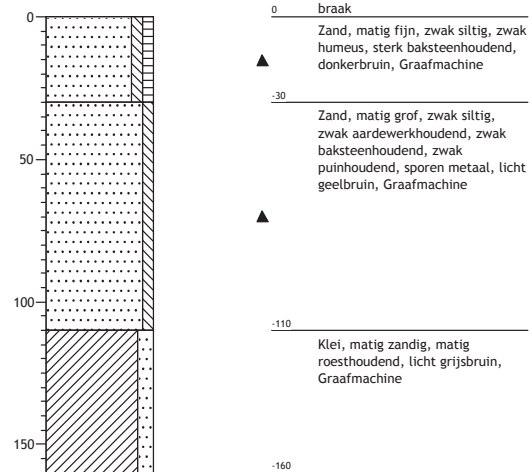 0
0
braak
Zand, matig fijn, zwak siltig, zwak
humeus, sterk baksteenhoudend,
donkerbruin, Graafmachine
-30
Zand, matig grof, zwak siltig,
zwak aardewerkhoudend, zwak
baksteenhoudend, zwak
puinhoudend, sporen metaal, licht
geelbruin, Graafmachine
50
100
-110
Klei, matig zandig, matig
roesthoudend, licht grijsbruin,
Graafmachine
150
-160